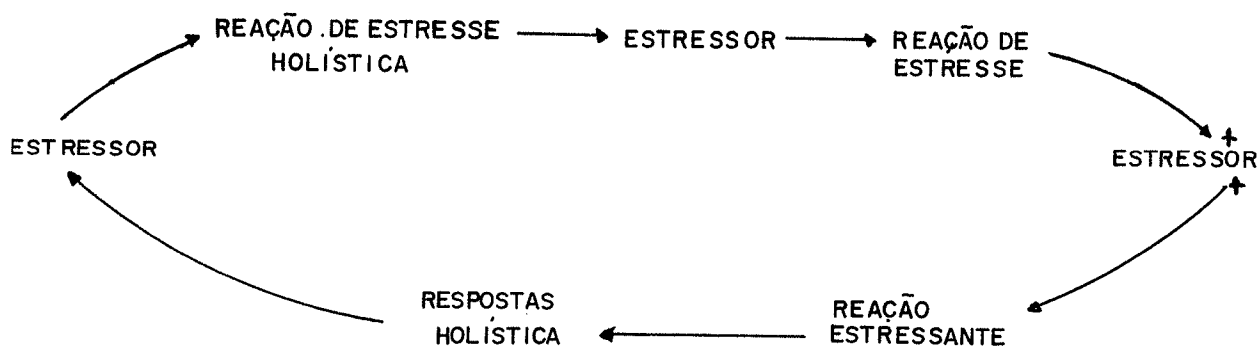 REAÇÃO . DE ESTRESSE
HOLÍSTICA
ESTRESSOR
REAÇÃO DE
ESTRESSE
ESTRESSOR
ESTRESSOR
RESPOSTAS
HOLÍSTICA
REAÇÃO
ESTRESSANTE